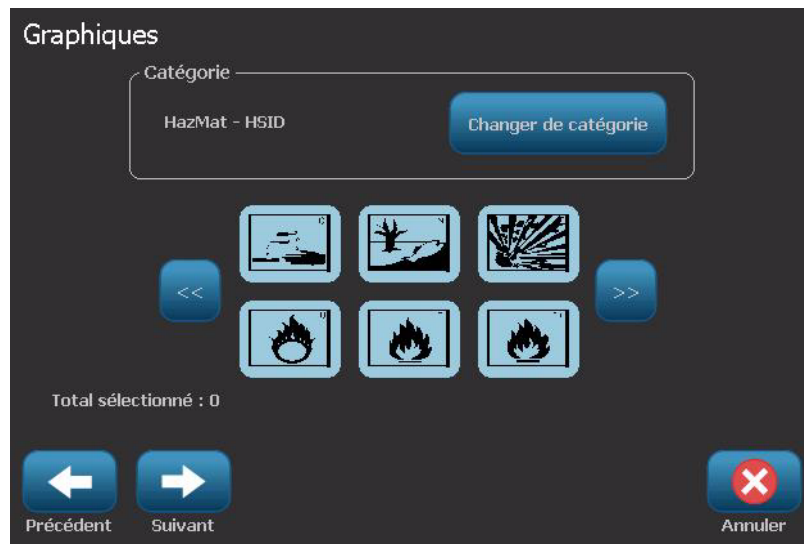 Graphiques
Catégorie
HazMat - HSID
Changer de catégorie
<<
>>
Total sélectionné : 0
Précédent
Suivant
Annuler